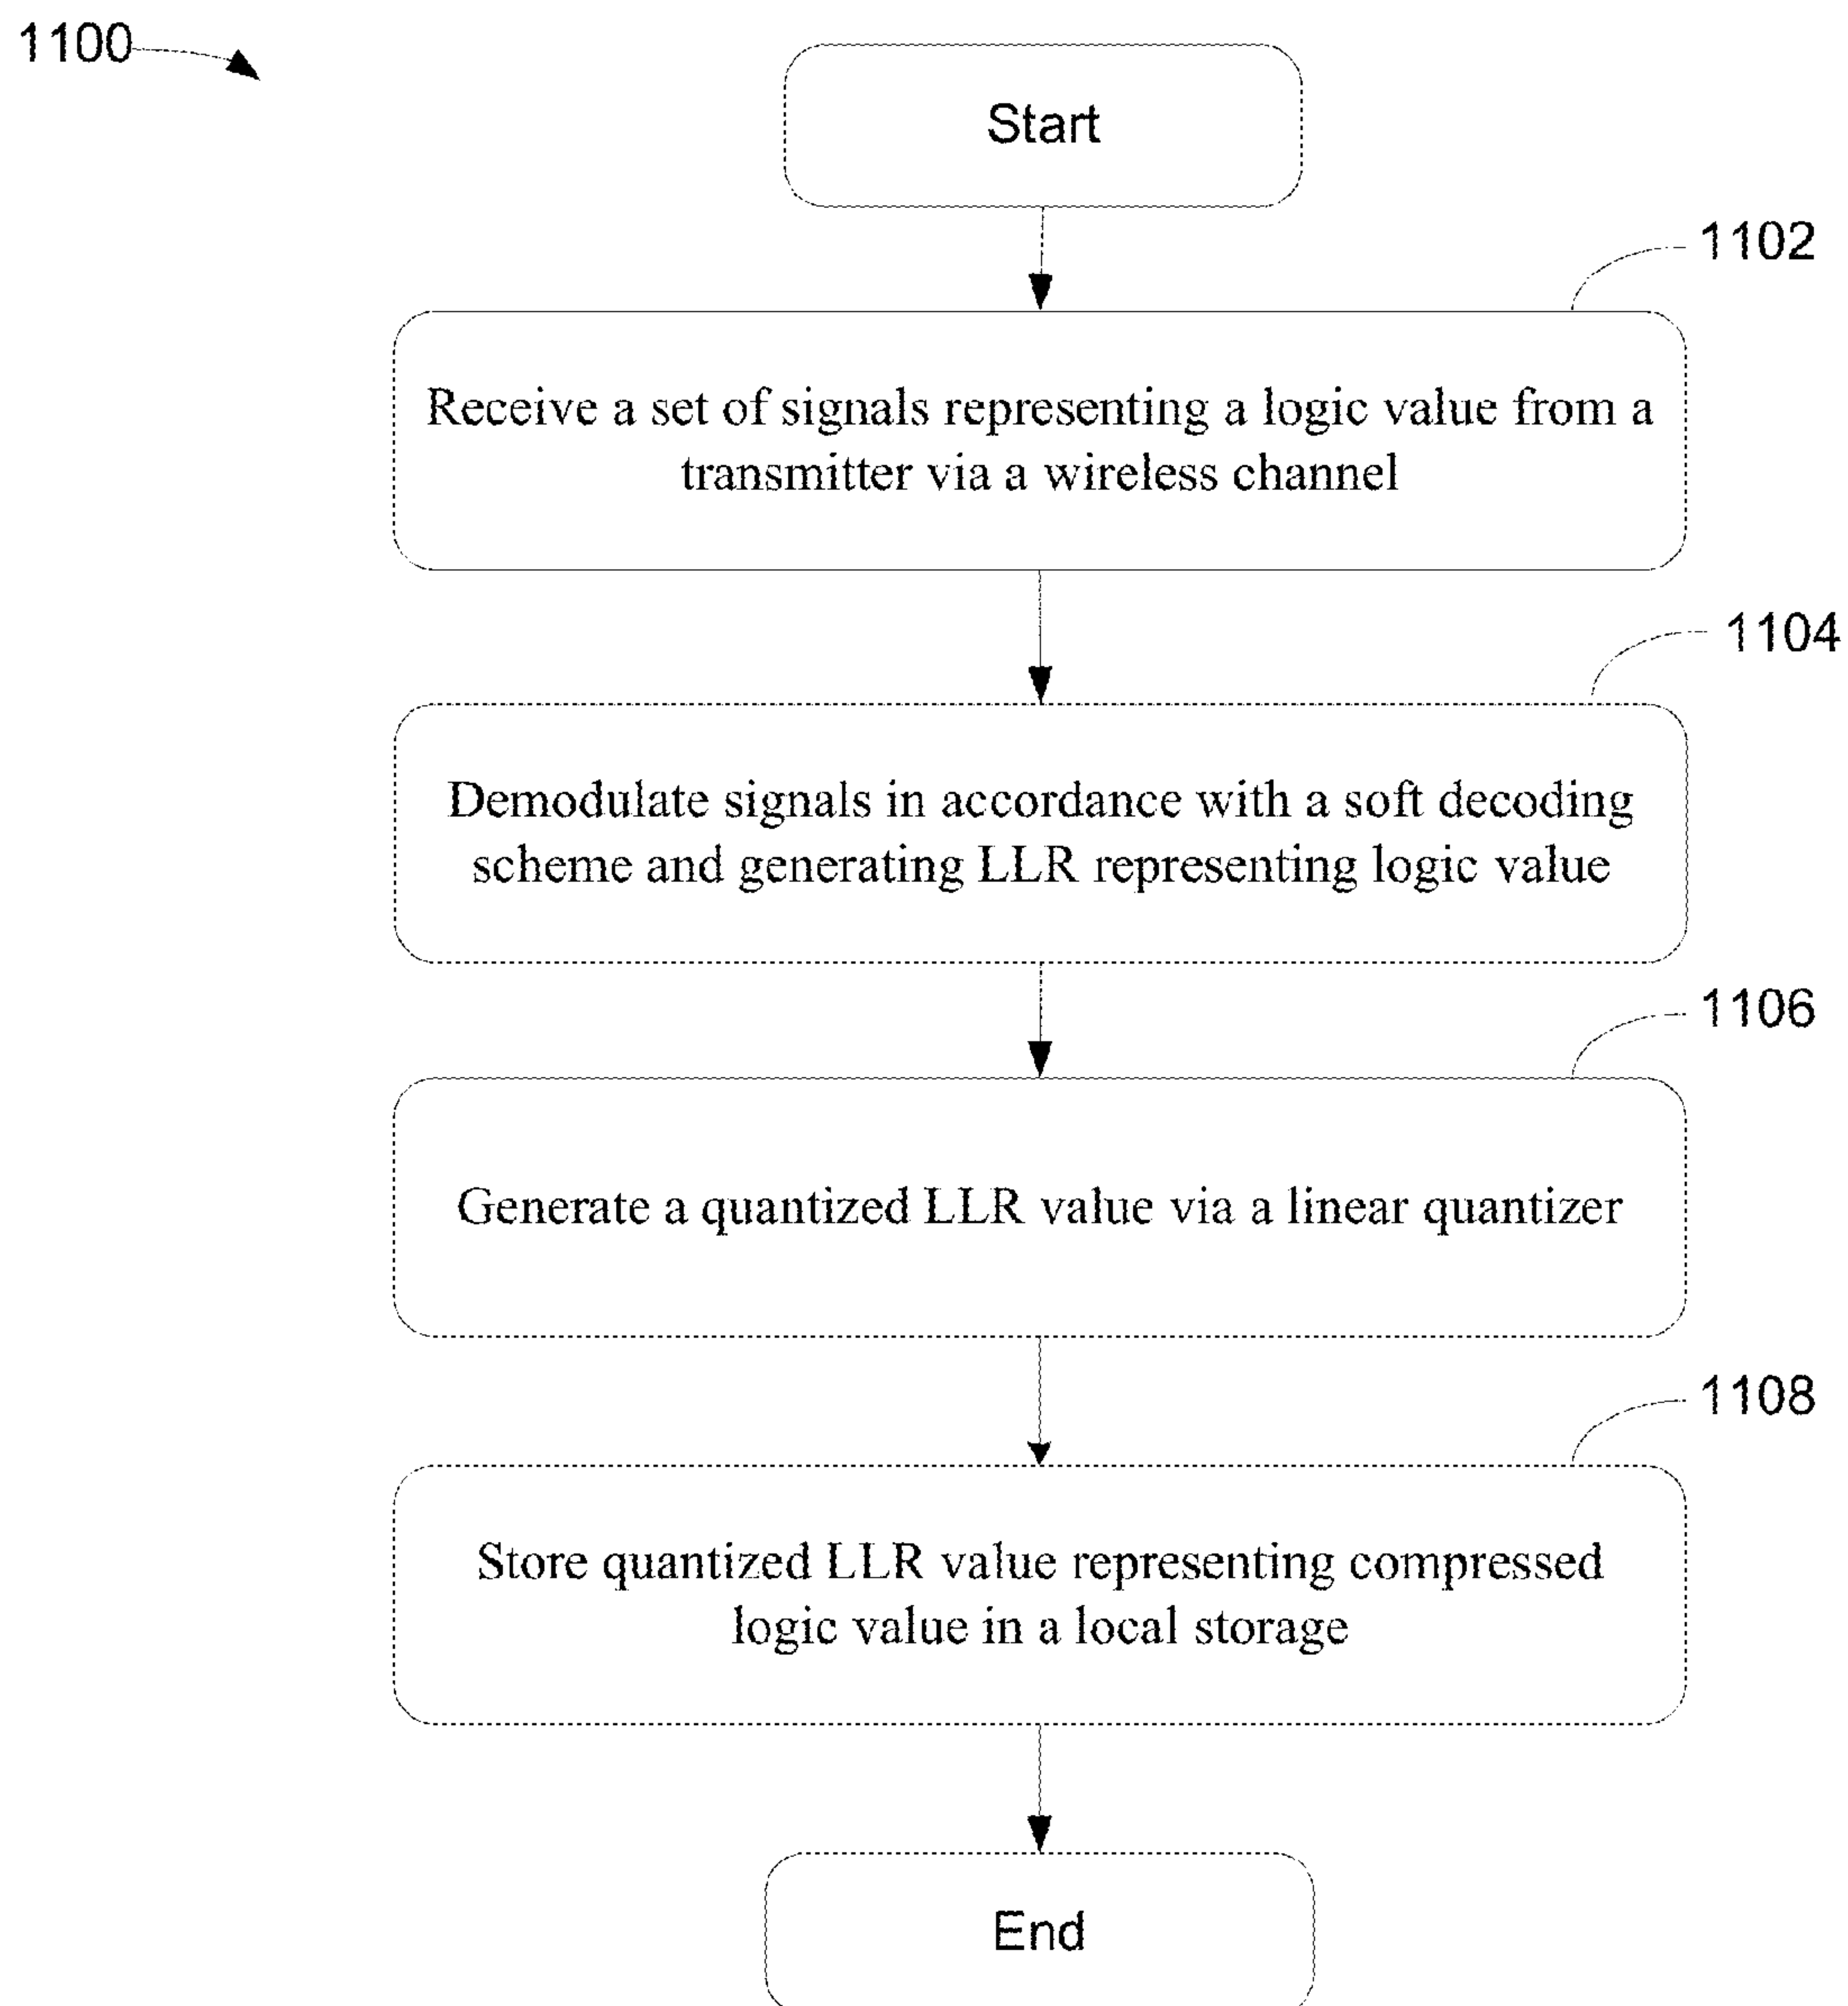 1100
Start
1102
Receive a set of signals representing a logic value from a
transmitter via a wireless channel
1104
Demodulate signals in accordance with a soft decoding
scheme and generating LLR representing logic value
1106
Generate a quantized LLR value via a linear quantizer
1108
Store quantized LLR value representing compressed
logic value in a local storage
End